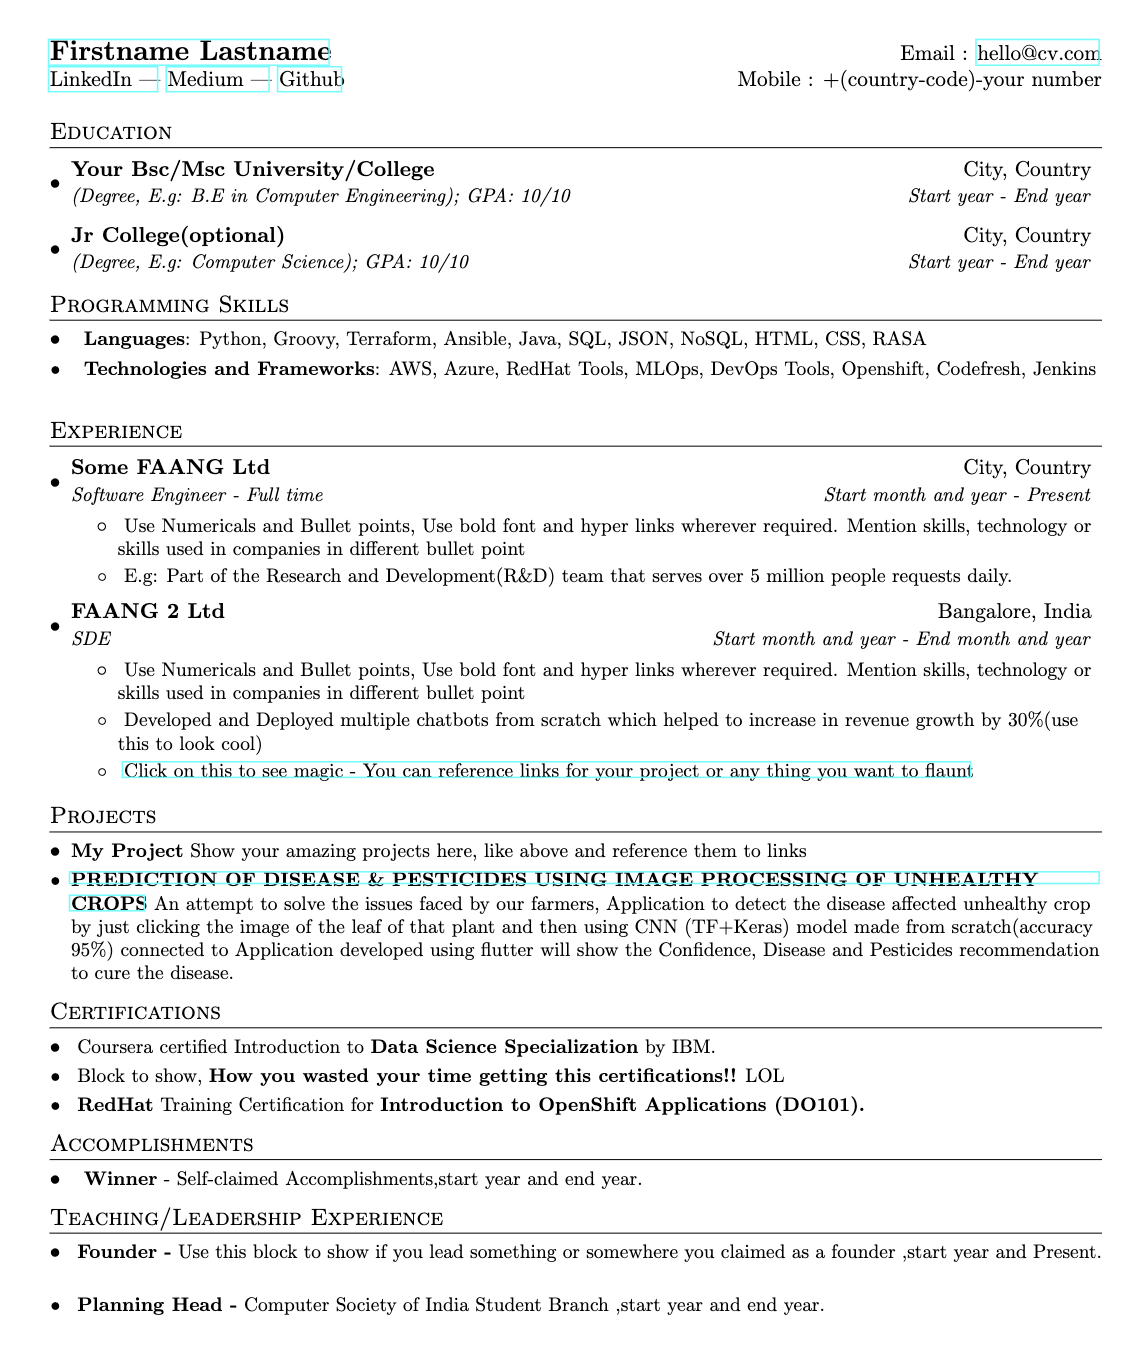 Firstname Lastname Email : hello@cv.com
LinkedIn — Medium — Github Mobile : +(country-code)-your number
Education
• Your Bsc/Msc University/College City, Country
(Degree, E.g: B.E in Computer Engineering); GPA: 10/10 Start year - End year
• Jr College(optional) City, Country
(Degree, E.g: Computer Science); GPA: 10/10 Start year - End year
Programming Skills
• Languages: Python, Groovy, Terraform, Ansible, Java, SQL, JSON, NoSQL, HTML, CSS, RASA
• Technologies and Frameworks: AWS, Azure, RedHat Tools, MLOps, DevOps Tools, Openshift, Codefresh, Jenkins
Experience
• Some FAANG Ltd City, Country
Software Engineer - Full time Start month and year - Present
◦ Use Numericals and Bullet points, Use bold font and hyper links wherever required. Mention skills, technology or
skills used in companies in different bullet point
◦ E.g: Part of the Research and Development(R&D) team that serves over 5 million people requests daily.
• FAANG 2 Ltd Bangalore, India
SDE Start month and year - End month and year
◦ Use Numericals and Bullet points, Use bold font and hyper links wherever required. Mention skills, technology or
skills used in companies in different bullet point
◦ Developed and Deployed multiple chatbots from scratch which helped to increase in revenue growth by 30%(use
this to look cool)
◦ Click on this to see magic - You can reference links for your project or any thing you want to flaunt
Projects
• My Project Show your amazing projects here, like above and reference them to links
• PREDICTION OF DISEASE & PESTICIDES USING IMAGE PROCESSING OF UNHEALTHY
CROPS An attempt to solve the issues faced by our farmers, Application to detect the disease affected unhealthy crop
by just clicking the image of the leaf of that plant and then using CNN (TF+Keras) model made from scratch(accuracy
95%) connected to Application developed using flutter will show the Confidence, Disease and Pesticides recommendation
to cure the disease.
Certifications
• Coursera certified Introduction to Data Science Specialization by IBM.
• Block to show, How you wasted your time getting this certifications!! LOL
• RedHat Training Certification for Introduction to OpenShift Applications (DO101).
Accomplishments
• Winner - Self-claimed Accomplishments,start year and end year.
Teaching/Leadership Experience
• Founder - Use this block to show if you lead something or somewhere you claimed as a founder ,start year and Present.
• Planning Head - Computer Society of India Student Branch ,start year and end year.